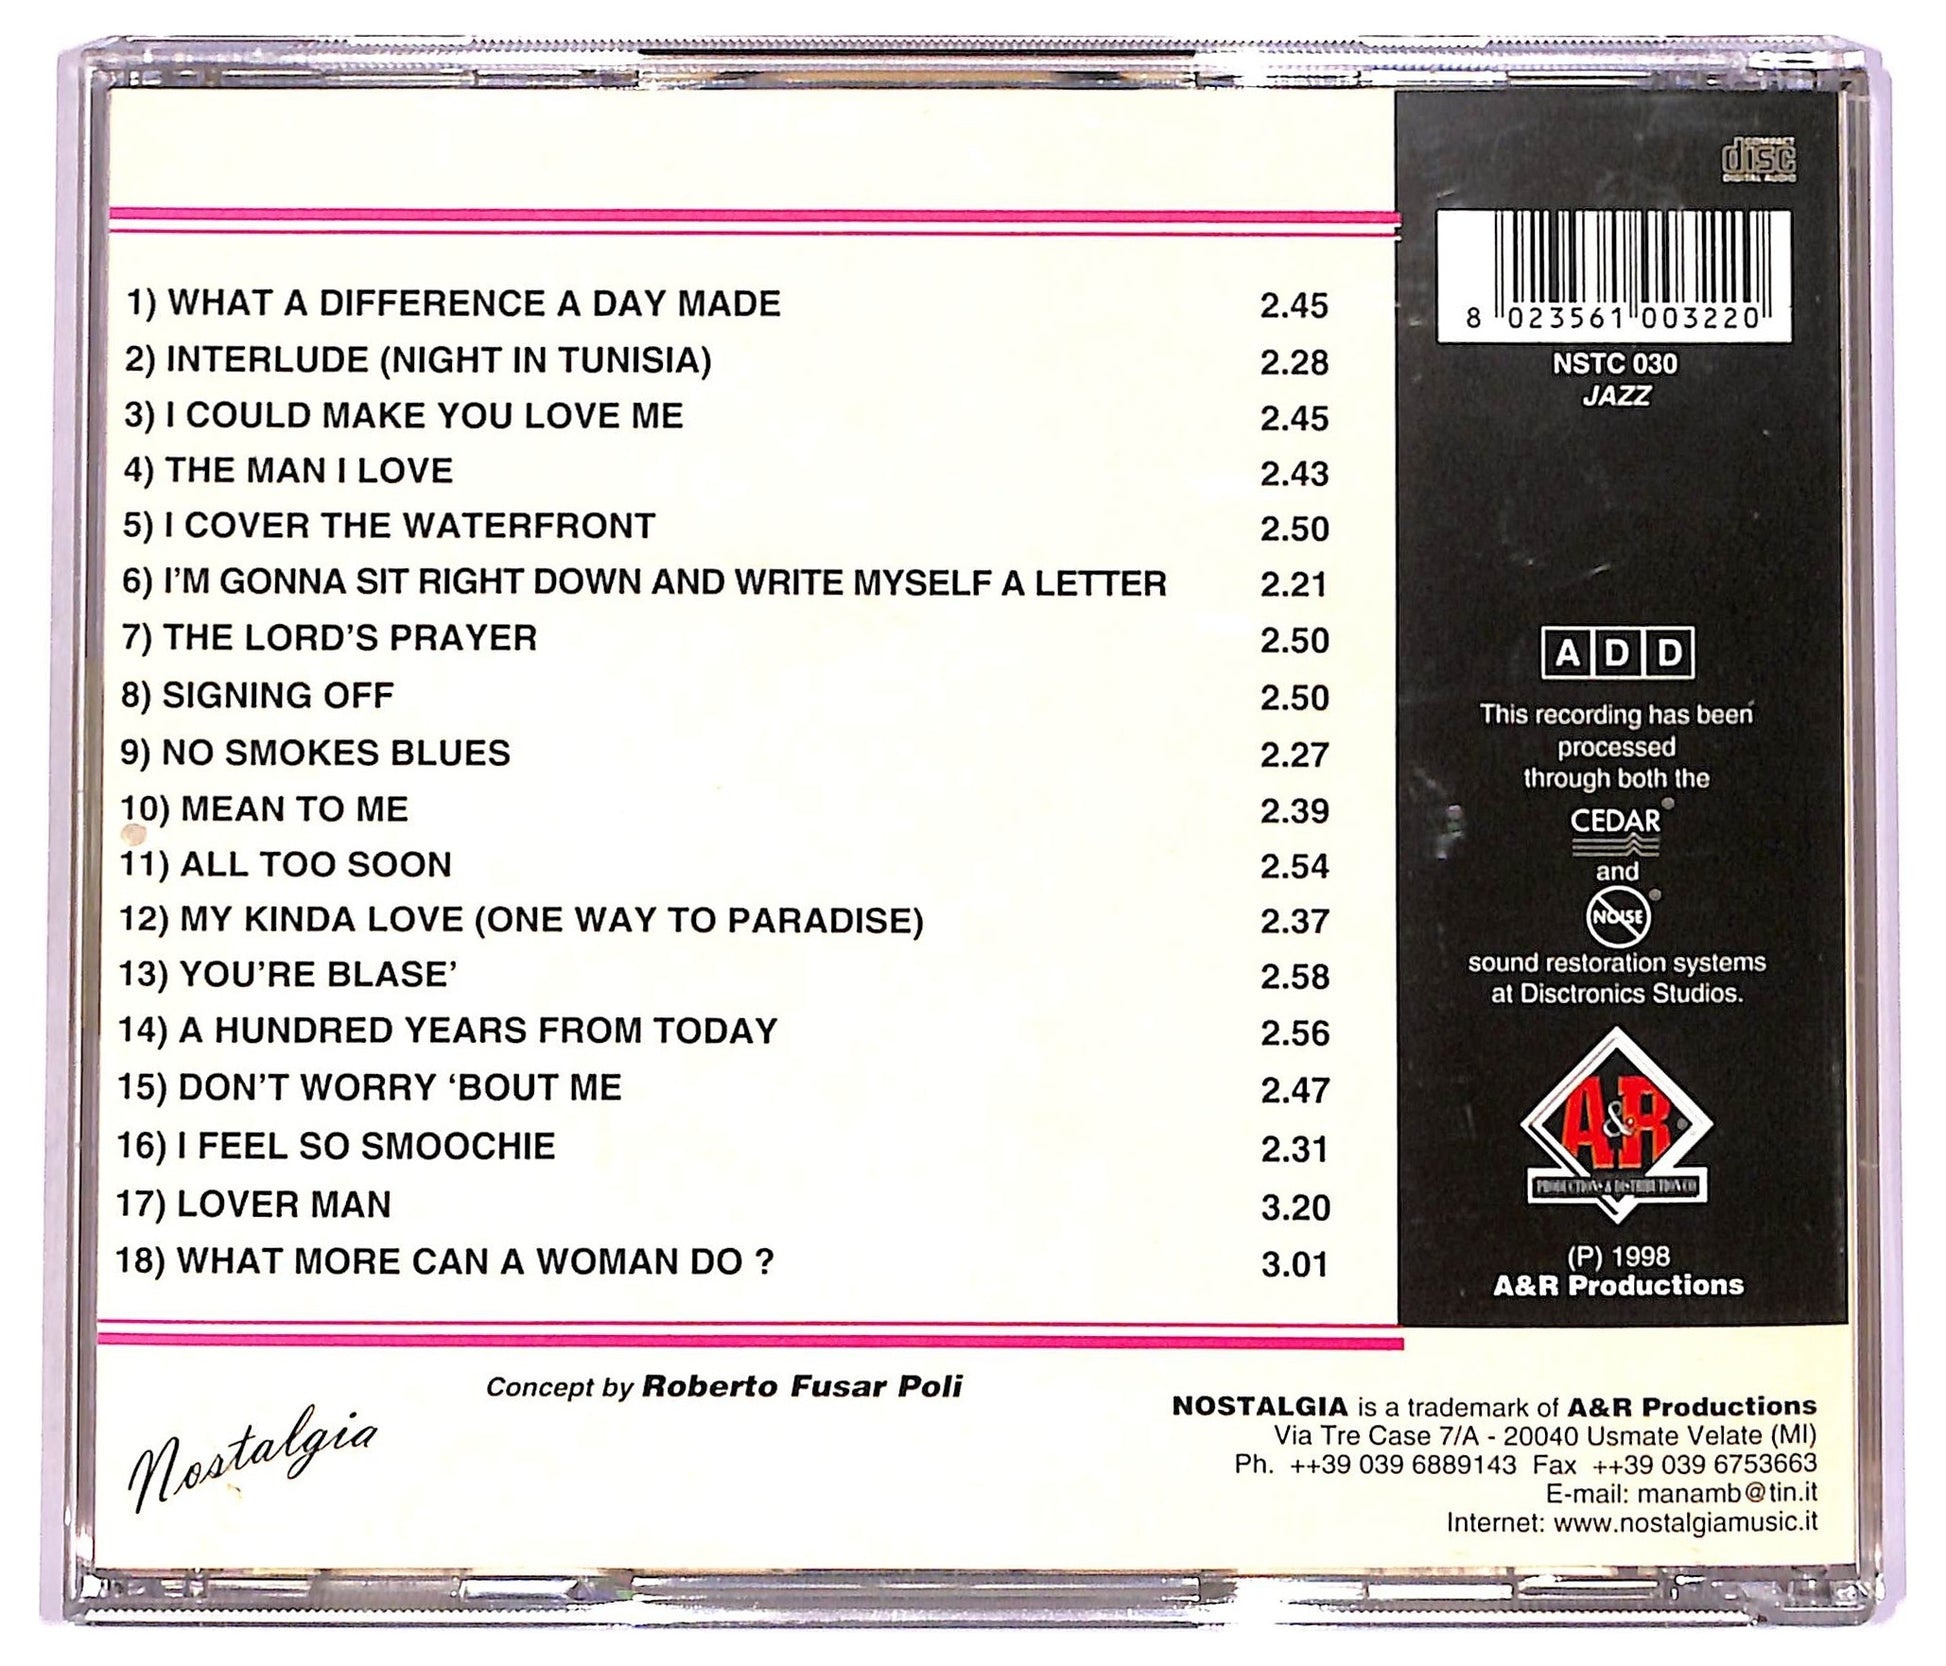 COMPACT
disc
DIGITAL AUDIO
8 023561 003220
NSTC 030
JAZZ
1) WHAT A DIFFERENCE A DAY MADE 2.45
2) INTERLUDE (NIGHT IN TUNISIA) 2.28
3) I COULD MAKE YOU LOVE ME 2.45
4) THE MAN I LOVE 2.43
5) I COVER THE WATERFRONT 2.50
6) I'M GONNA SIT RIGHT DOWN AND WRITE MYSELF A LETTER 2.21
7) THE LORD'S PRAYER 2.50
8) SIGNING OFF 2.50
9) NO SMOKES BLUES 2.27
10) MEAN TO ME 2.39
11) ALL TOO SOON 2.54
12) MY KINDA LOVE (ONE WAY TO PARADISE) 2.37
13) YOU'RE BLASE' 2.58
14) A HUNDRED YEARS FROM TODAY 2.56
15) DON'T WORRY 'BOUT ME 2.47
16) I FEEL SO SMOOCHIE 2.31
17) LOVER MAN 3.20
18) WHAT MORE CAN A WOMAN DO ? 3.01
A D D
This recording has been
processed
through both the
CEDAR
and
NOISE
sound restoration systems
at Disctronics Studios.
A&R
PRODUCTIONS & DISTRIBUTION CO
(P) 1998
A&R Productions
Concept by Roberto Fusar Poli
Nostalgia
NOSTALGIA is a trademark of A&R Productions
Via Tre Case 7/A - 20040 Usmate Velate (MI)
Ph. ++39 039 6889143 Fax ++39 039 6753663
E-mail: manamb@tin.it
Internet: www.nostalgiamusic.it